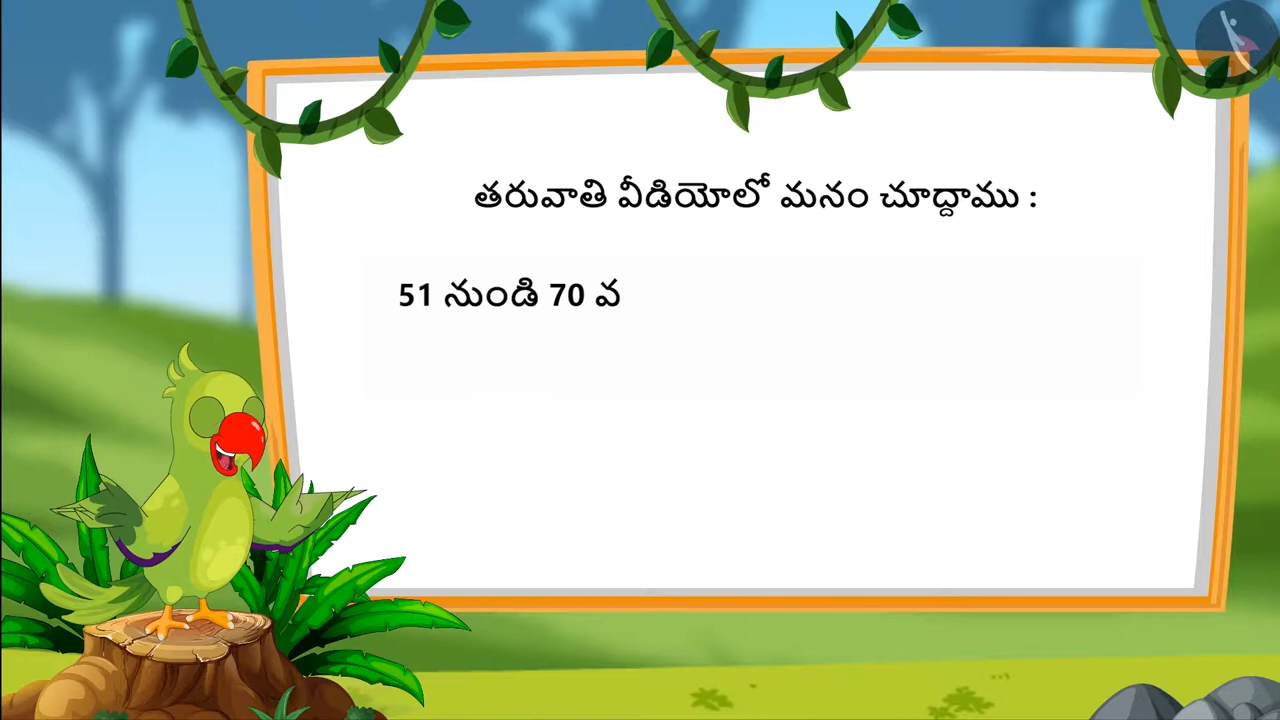 తరువాతి వీడియోలో మనం చూద్దాము :
51 నుండి 70 వ